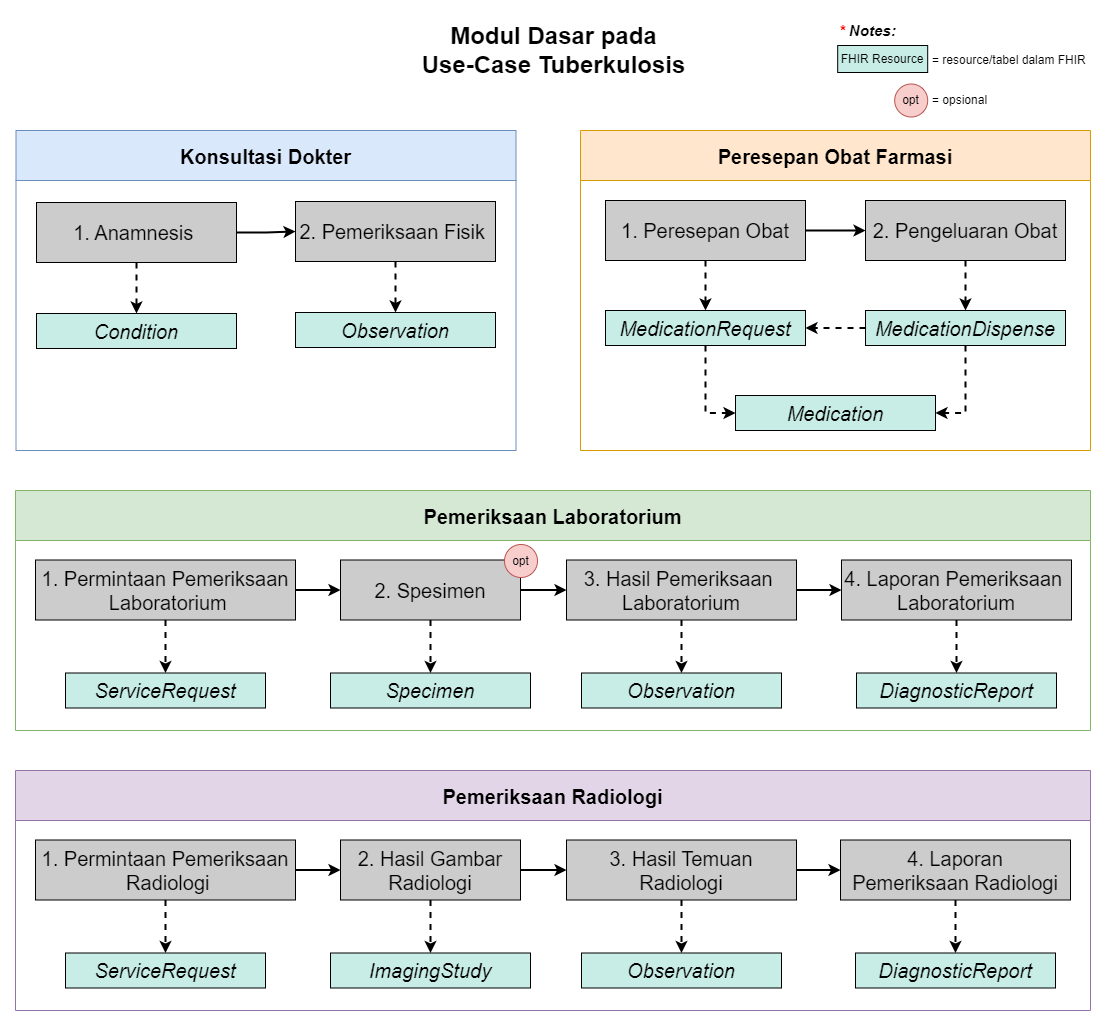 Modul Dasar pada
Use-Case Tuberkulosis
* Notes:
FHIR Resource = resource/tabel dalam FHIR
opt = opsional
Konsultasi Dokter
1. Anamnesis
2. Pemeriksaan Fisik
Condition
Observation
Peresepan Obat Farmasi
1. Peresepan Obat
2. Pengeluaran Obat
MedicationRequest
MedicationDispense
Medication
Pemeriksaan Laboratorium
1. Permintaan Pemeriksaan
Laboratorium
2. Spesimen
opt
3. Hasil Pemeriksaan
Laboratorium
4. Laporan Pemeriksaan
Laboratorium
ServiceRequest
Specimen
Observation
DiagnosticReport
Pemeriksaan Radiologi
1. Permintaan Pemeriksaan
Radiologi
2. Hasil Gambar
Radiologi
3. Hasil Temuan
Radiologi
4. Laporan
Pemeriksaan Radiologi
ServiceRequest
ImagingStudy
Observation
DiagnosticReport